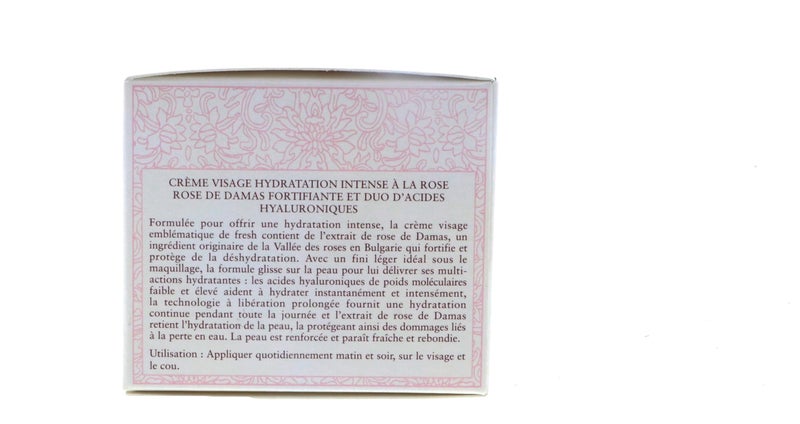 CRÈME VISAGE HYDRATATION INTENSE À LA ROSE
ROSE DE DAMAS FORTIFIANTE ET DUO D'ACIDES
HYALURONIQUES
Formulée pour offrir une hydratation intense, la crème visage
emblématique de fresh contient de l'extrait de rose de Damas, un
ingrédient originaire de la Vallée des roses en Bulgarie qui fortifie et
protège de la déshydratation. Avec un fini léger idéal sous le
maquillage, la formule glisse sur la peau pour lui délivrer ses multi-
actions hydratantes : les acides hyaluroniques de poids moléculaires
faible et élevé aident à hydrater instantanément et intensément,
la technologie à libération prolongée fournit une hydratation
continue pendant toute la journée et l'extrait de rose de Damas
retient l'hydratation de la peau, la protégeant ainsi des dommages liés
à la perte en eau. La peau est renforcée et paraît fraîche et rebondie.
Utilisation : Appliquer quotidiennement matin et soir, sur le visage et
le cou.